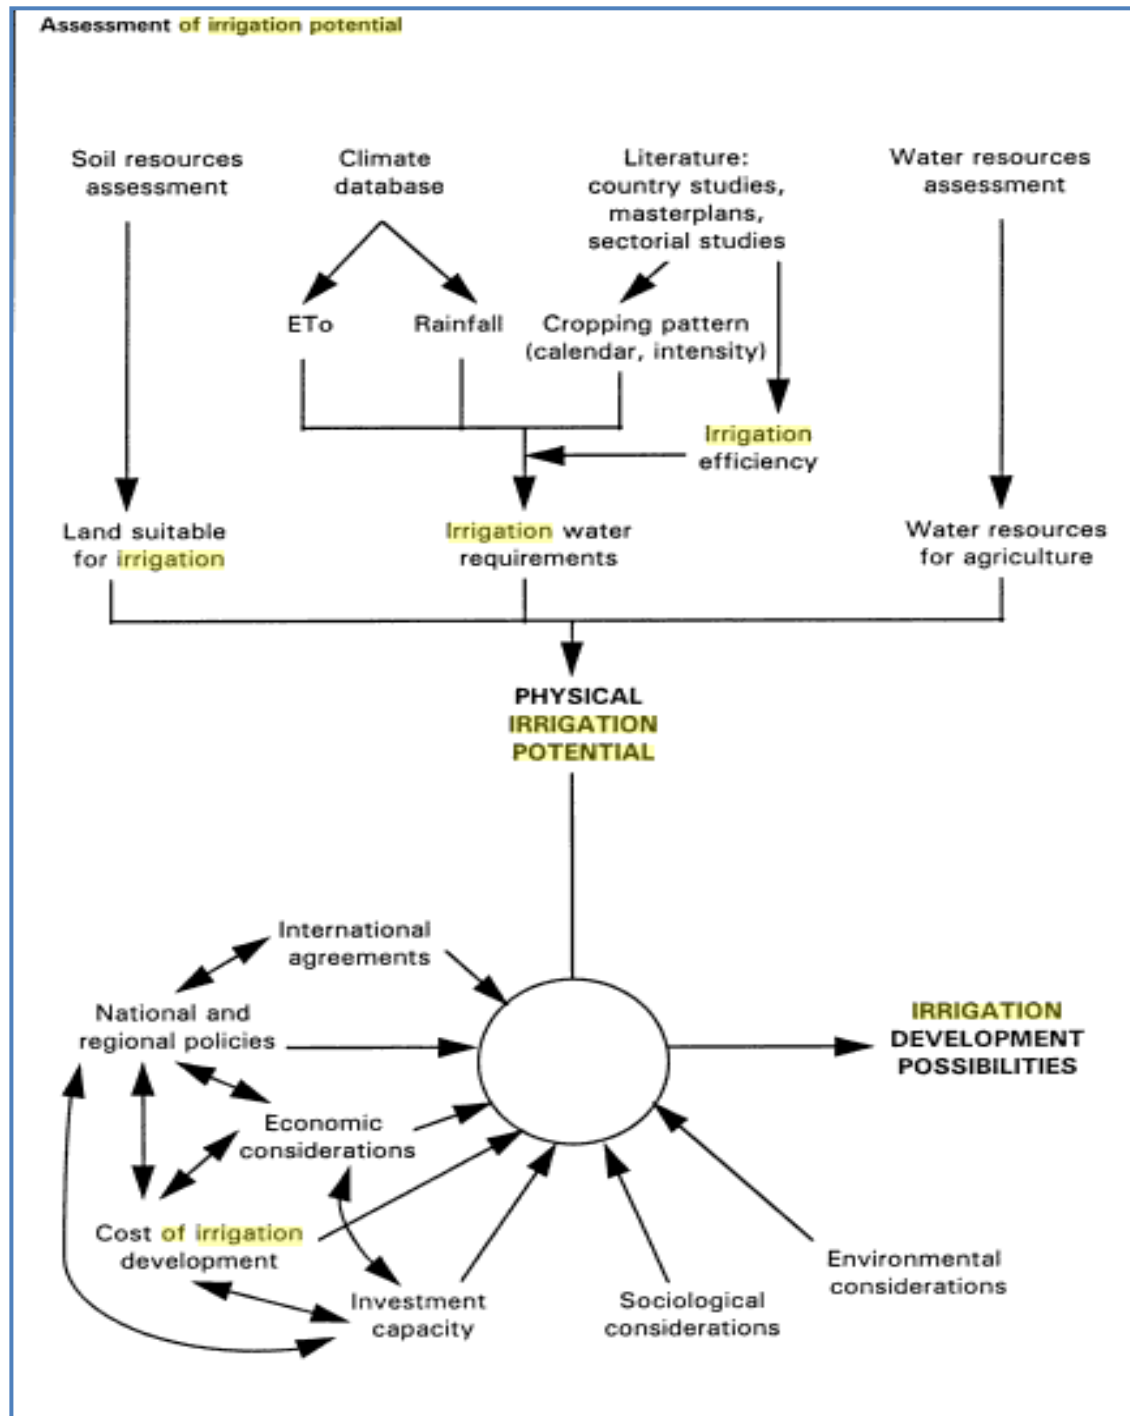 Assessment of irrigation potential
Soil resources
assessment
Climate
database
Literature:
country studies,
masterplans,
sectorial studies
Water resources
assessment
ETo
Rainfall
Cropping pattern
(calendar, intensity)
Irrigation
efficiency
Land suitable
for irrigation
Irrigation water
requirements
Water resources
for agriculture
PHYSICAL
IRRIGATION
POTENTIAL
International
agreements
National and
regional policies
IRRIGATION
DEVELOPMENT
POSSIBILITIES
Economic
considerations
Cost of irrigation
development
Investment
capacity
Sociological
considerations
Environmental
considerations